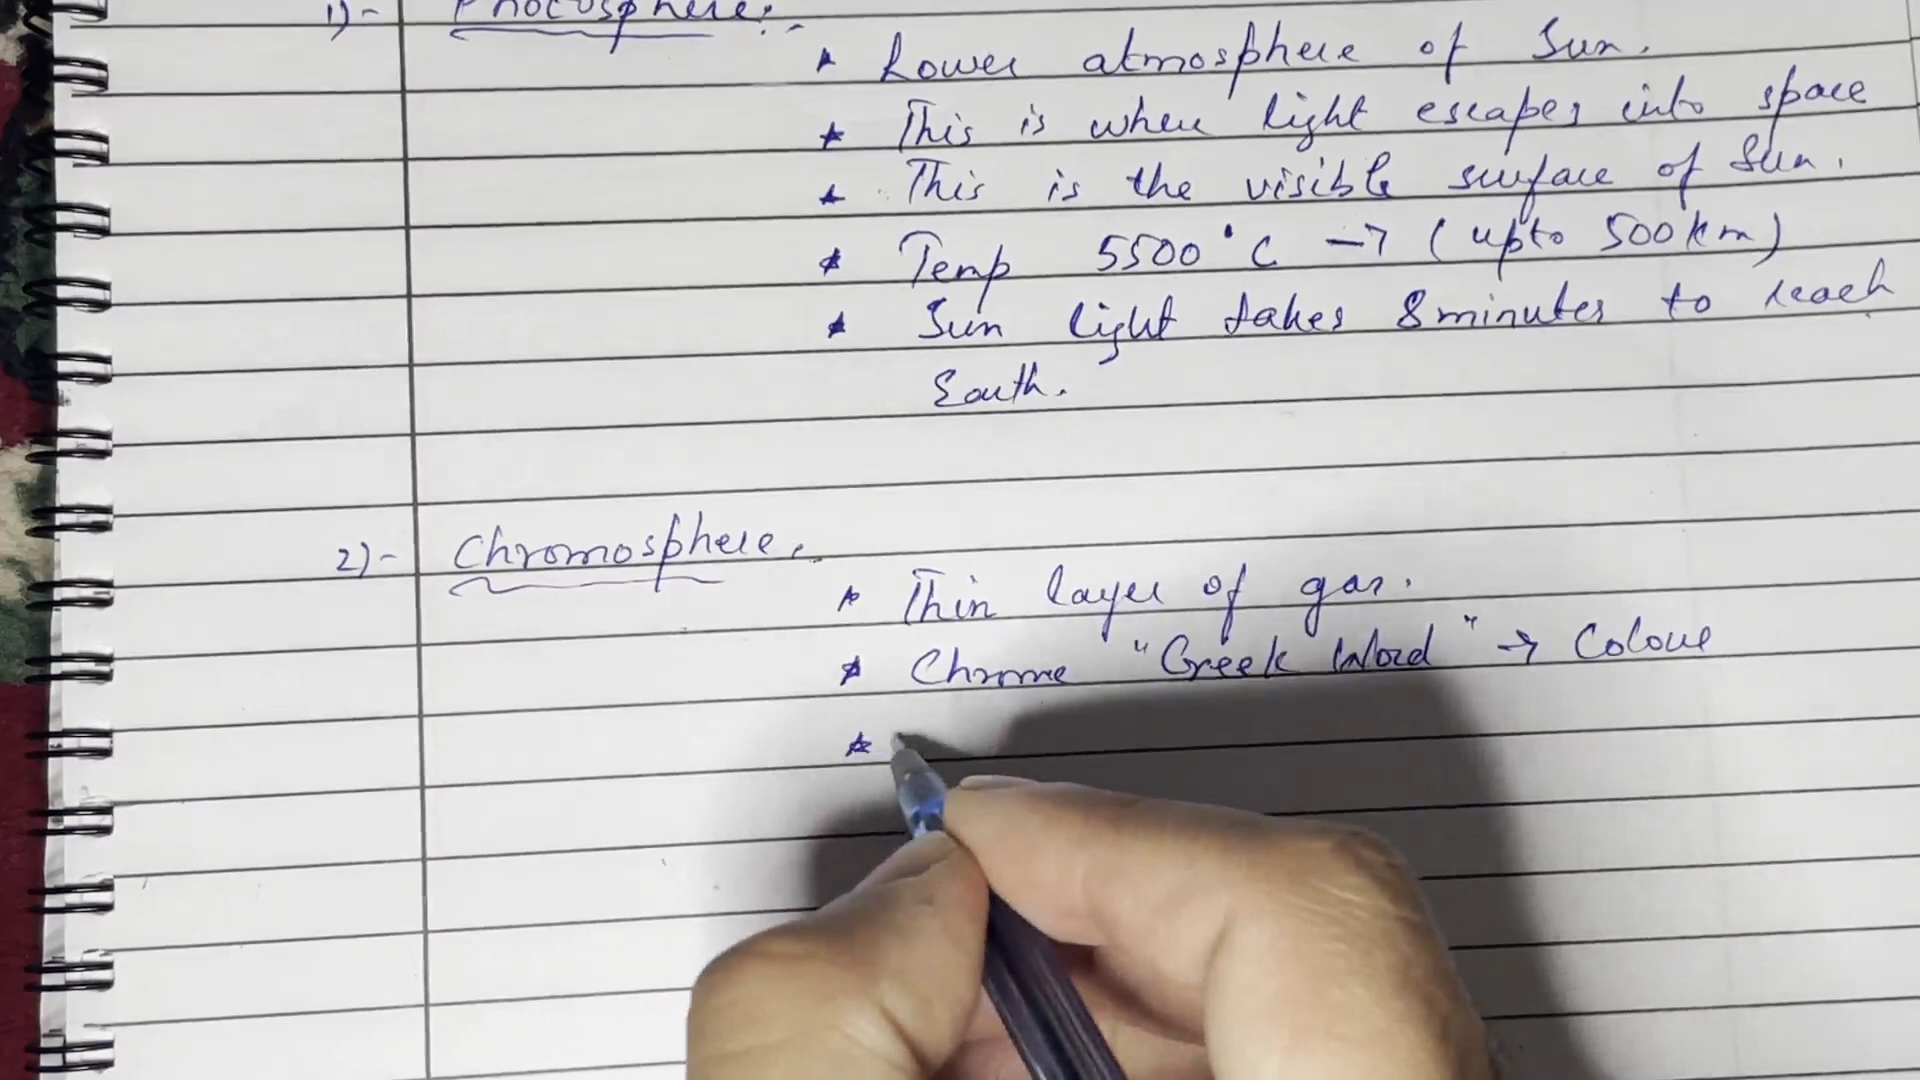 1)- Photosphere:-
* Lower atmosphere of Sun.
* This is where light escapes into space
* This is the visible surface of Sun.
* Temp 5500°C → (upto 500km)
* Sun light takes 8minutes to reach
Earth.
2)- Chromosphere.
* Thin layer of gas.
* Chrome "Greek Word" → Colour
*